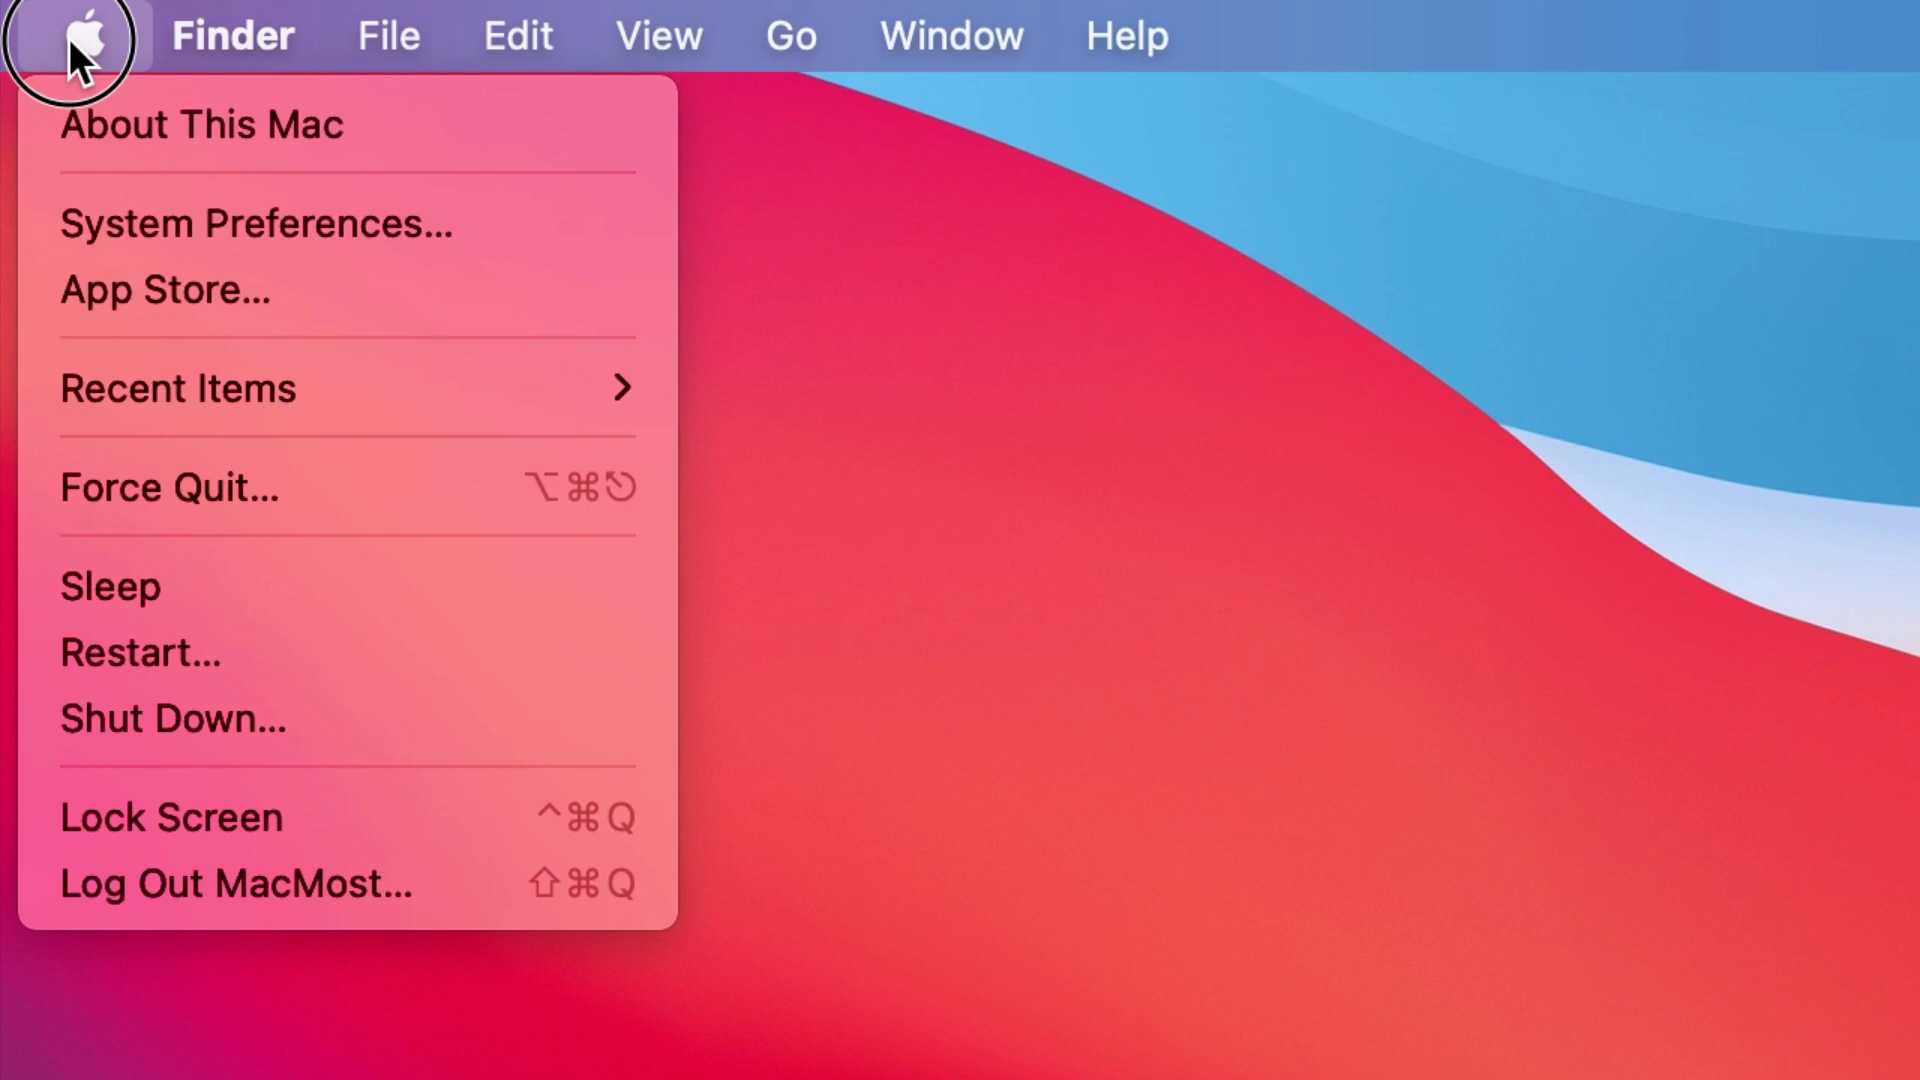 Finder File Edit View Go Window Help
About This Mac
System Preferences...
App Store...
Recent Items
Force Quit... ⌥⌘⎋
Sleep
Restart...
Shut Down...
Lock Screen ^⌘Q
Log Out MacMost... ⇧⌘Q